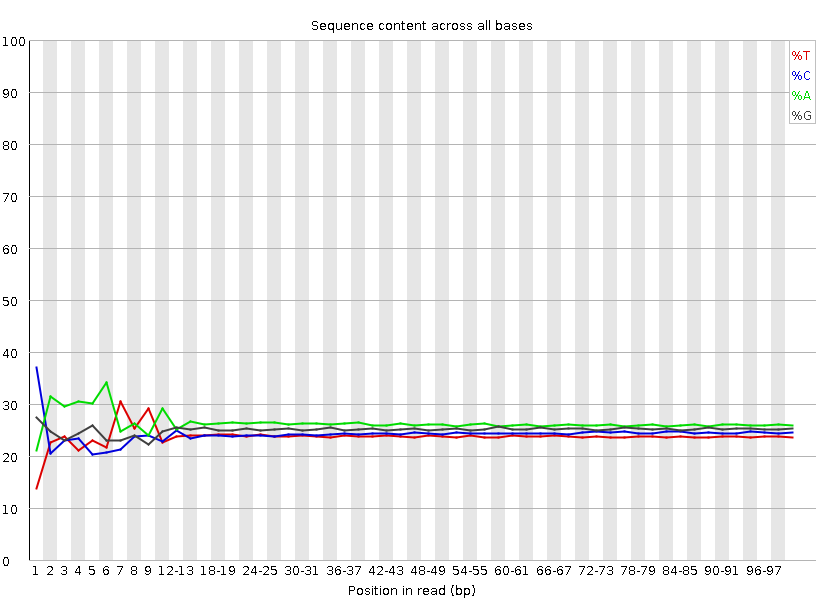 Sequence content across all bases
100
90
80
70
60
50
40
30
20
10
0
%T
%C
%A
%G
1 2 3 4 5 6 7 8 9 12-13 18-19 24-25 30-31 36-37 42-43 48-49 54-55 60-61 66-67 72-73 78-79 84-85 90-91 96-97
Position in read (bp)